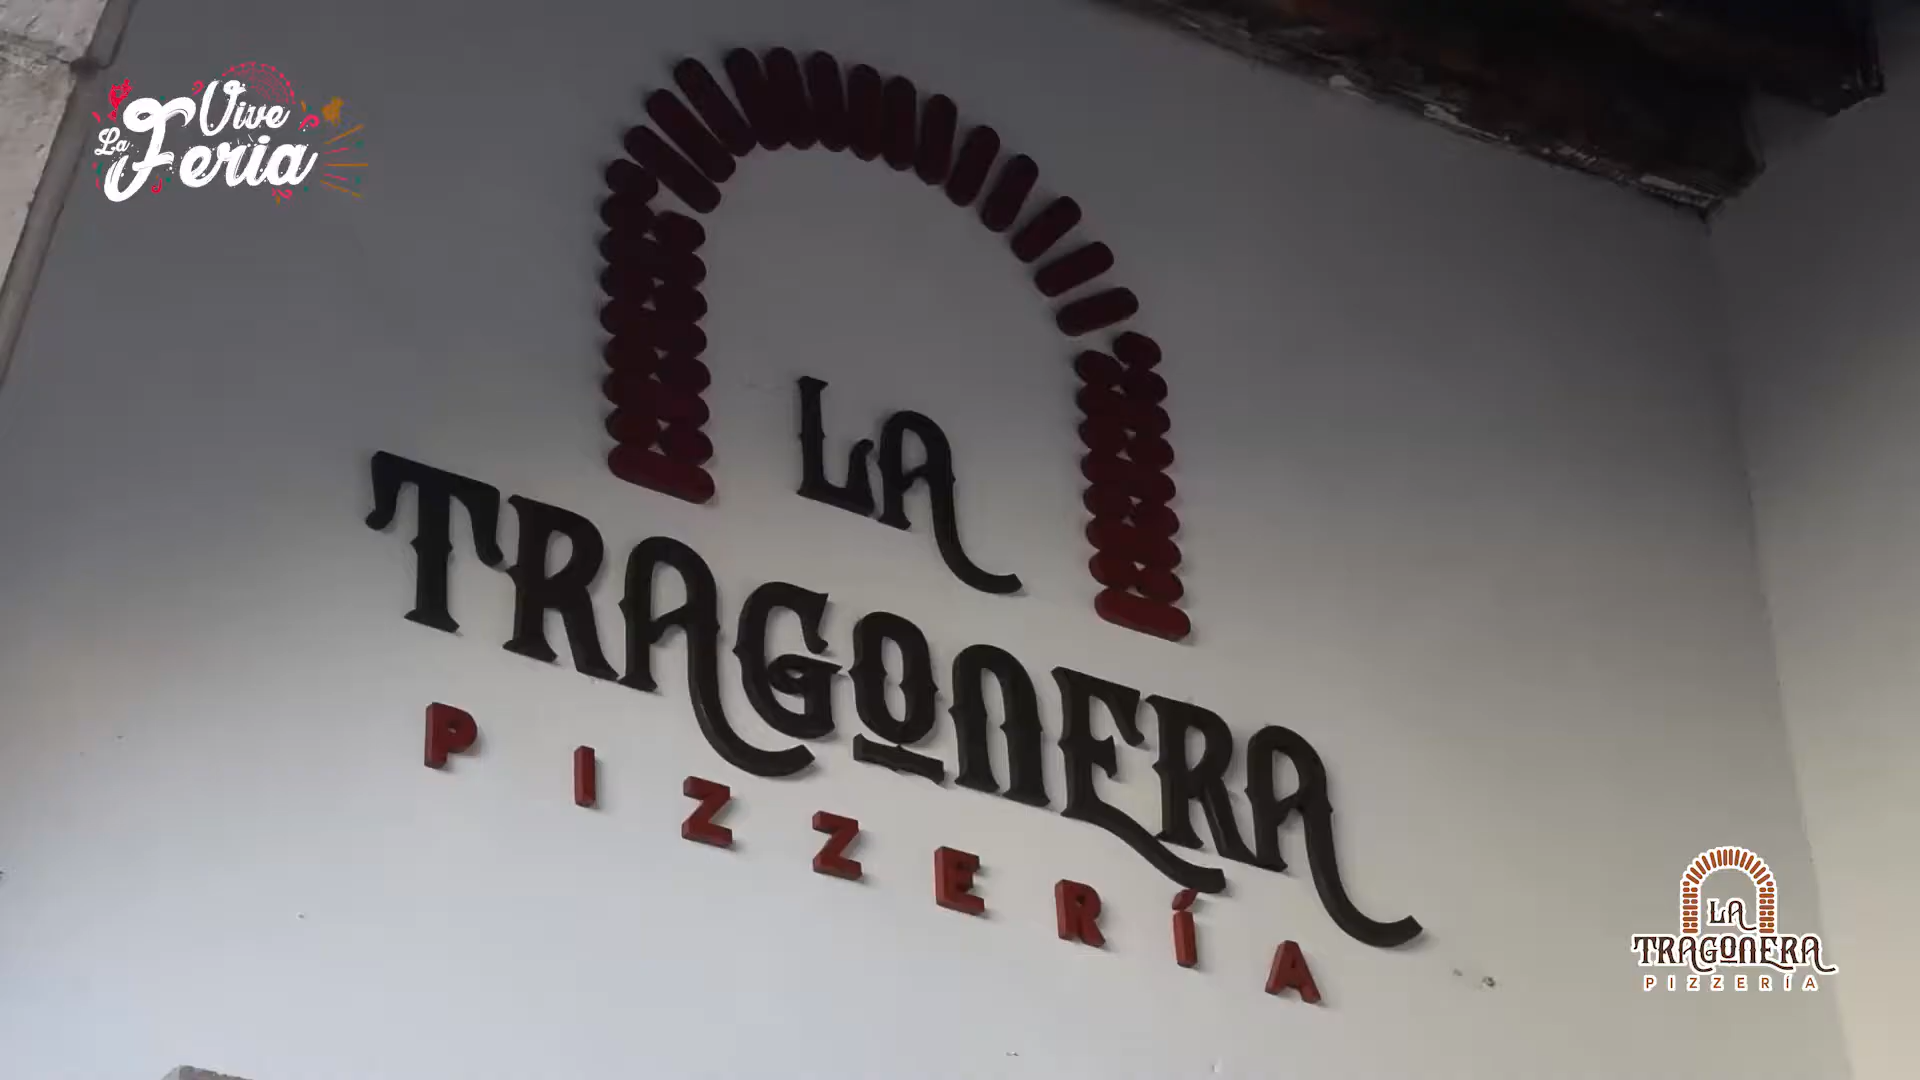 Vive
La Feria
LA
TRAGONERA
PIZZERÍA
LA
TRAGONERA
PIZZERÍA